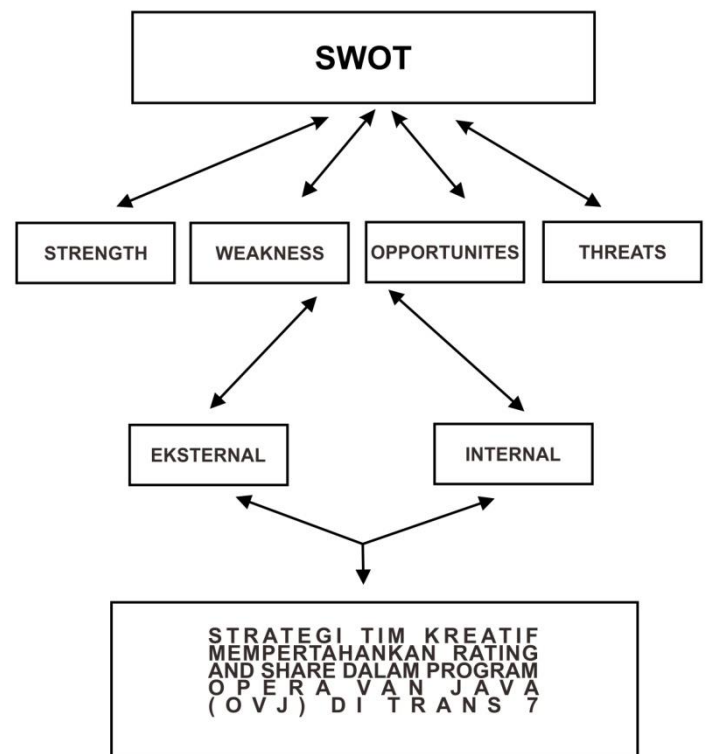 SWOT
STRENGTH
WEAKNESS
OPPORTUNITES
THREATS
EKSTERNAL
INTERNAL
STRATEGI TIM KREATIF
MEMPERTAHANKAN RATING
AND SHARE DALAM PROGRAM
OPERA VAN JAVA
(OVJ) DI TRANS 7